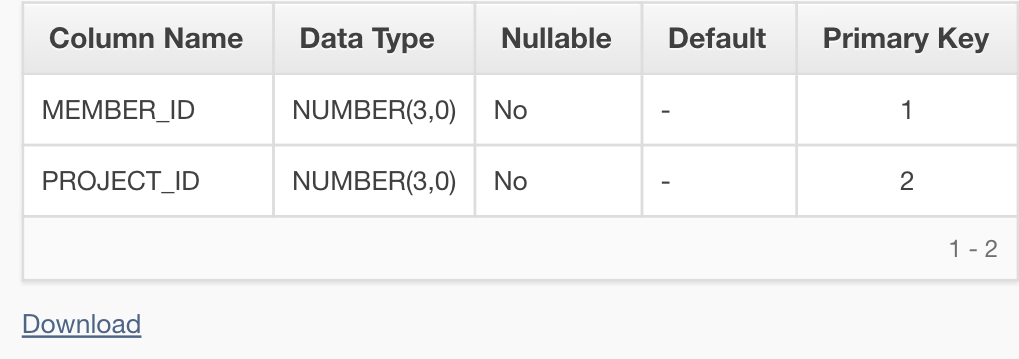 Column Name Data Type Nullable Default Primary Key
MEMBER_ID NUMBER(3,0) No - 1
PROJECT_ID NUMBER(3,0) No - 2
1 - 2
Download